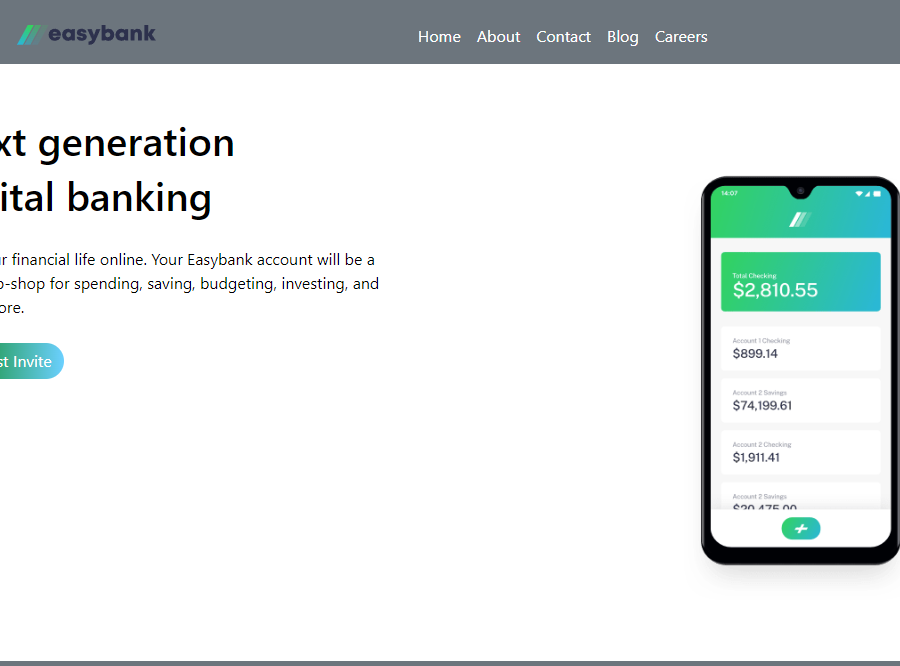 easybank
Home About Contact Blog Careers
xt generation
ital banking
r financial life online. Your Easybank account will be a
-shop for spending, saving, budgeting, investing, and
ore.
st Invite
14:07
Total Checking
$2,810.55
Account 1 Checking
$899.14
Account 2 Savings
$74,199.61
Account 2 Checking
$1,911.41
Account 2 Savings